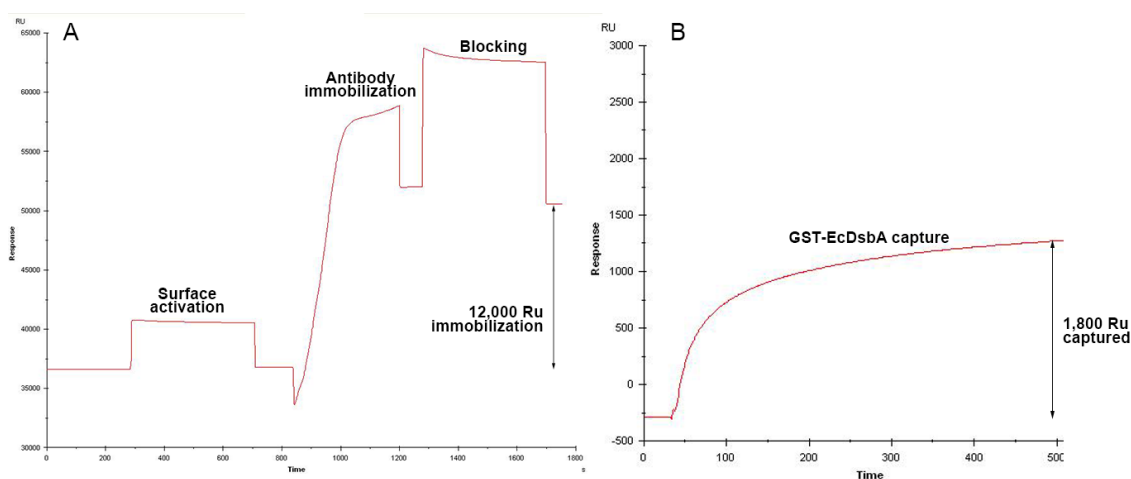 A
RU
65000
60000
55000
50000
45000
40000
35000
30000
Response
0
200
400
600
800
1000
1200
1400
1600
1800
s
Time
Surface
activation
Antibody
immobilization
Blocking
12,000 Ru
immobilization
B
RU
3000
2500
2000
1500
1000
500
0
-500
Response
0
100
200
300
400
500
Time
GST-EcDsbA capture
1,800 Ru
captured